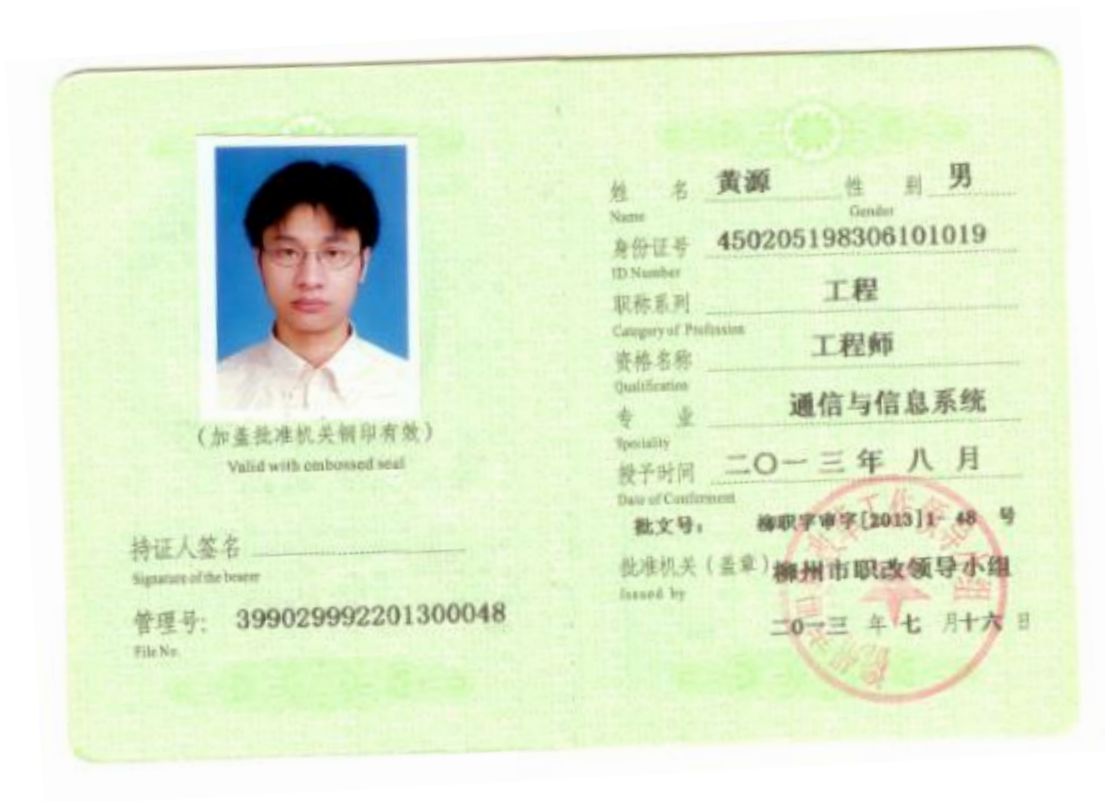 (加盖批准机关钢印有效)
Valid with embossed seal
持证人签名
Signature of the bearer
管理号: 3990299992201300048
File No.
姓 名 黄源 性 别 男
Name Gender
身份证号 450205198306101019
ID Number
职称系列 工程
Category of Profession
资格名称 工程师
Qualification
专 业 通信与信息系统
Speciality
授予时间 二〇一三年 八 月
Date of Conferment
批文号: 柳职字审字[2013]1- 48 号
批准机关(盖章) 柳州市职改领导小组
Issued by
二〇一三 年 七 月十六 日